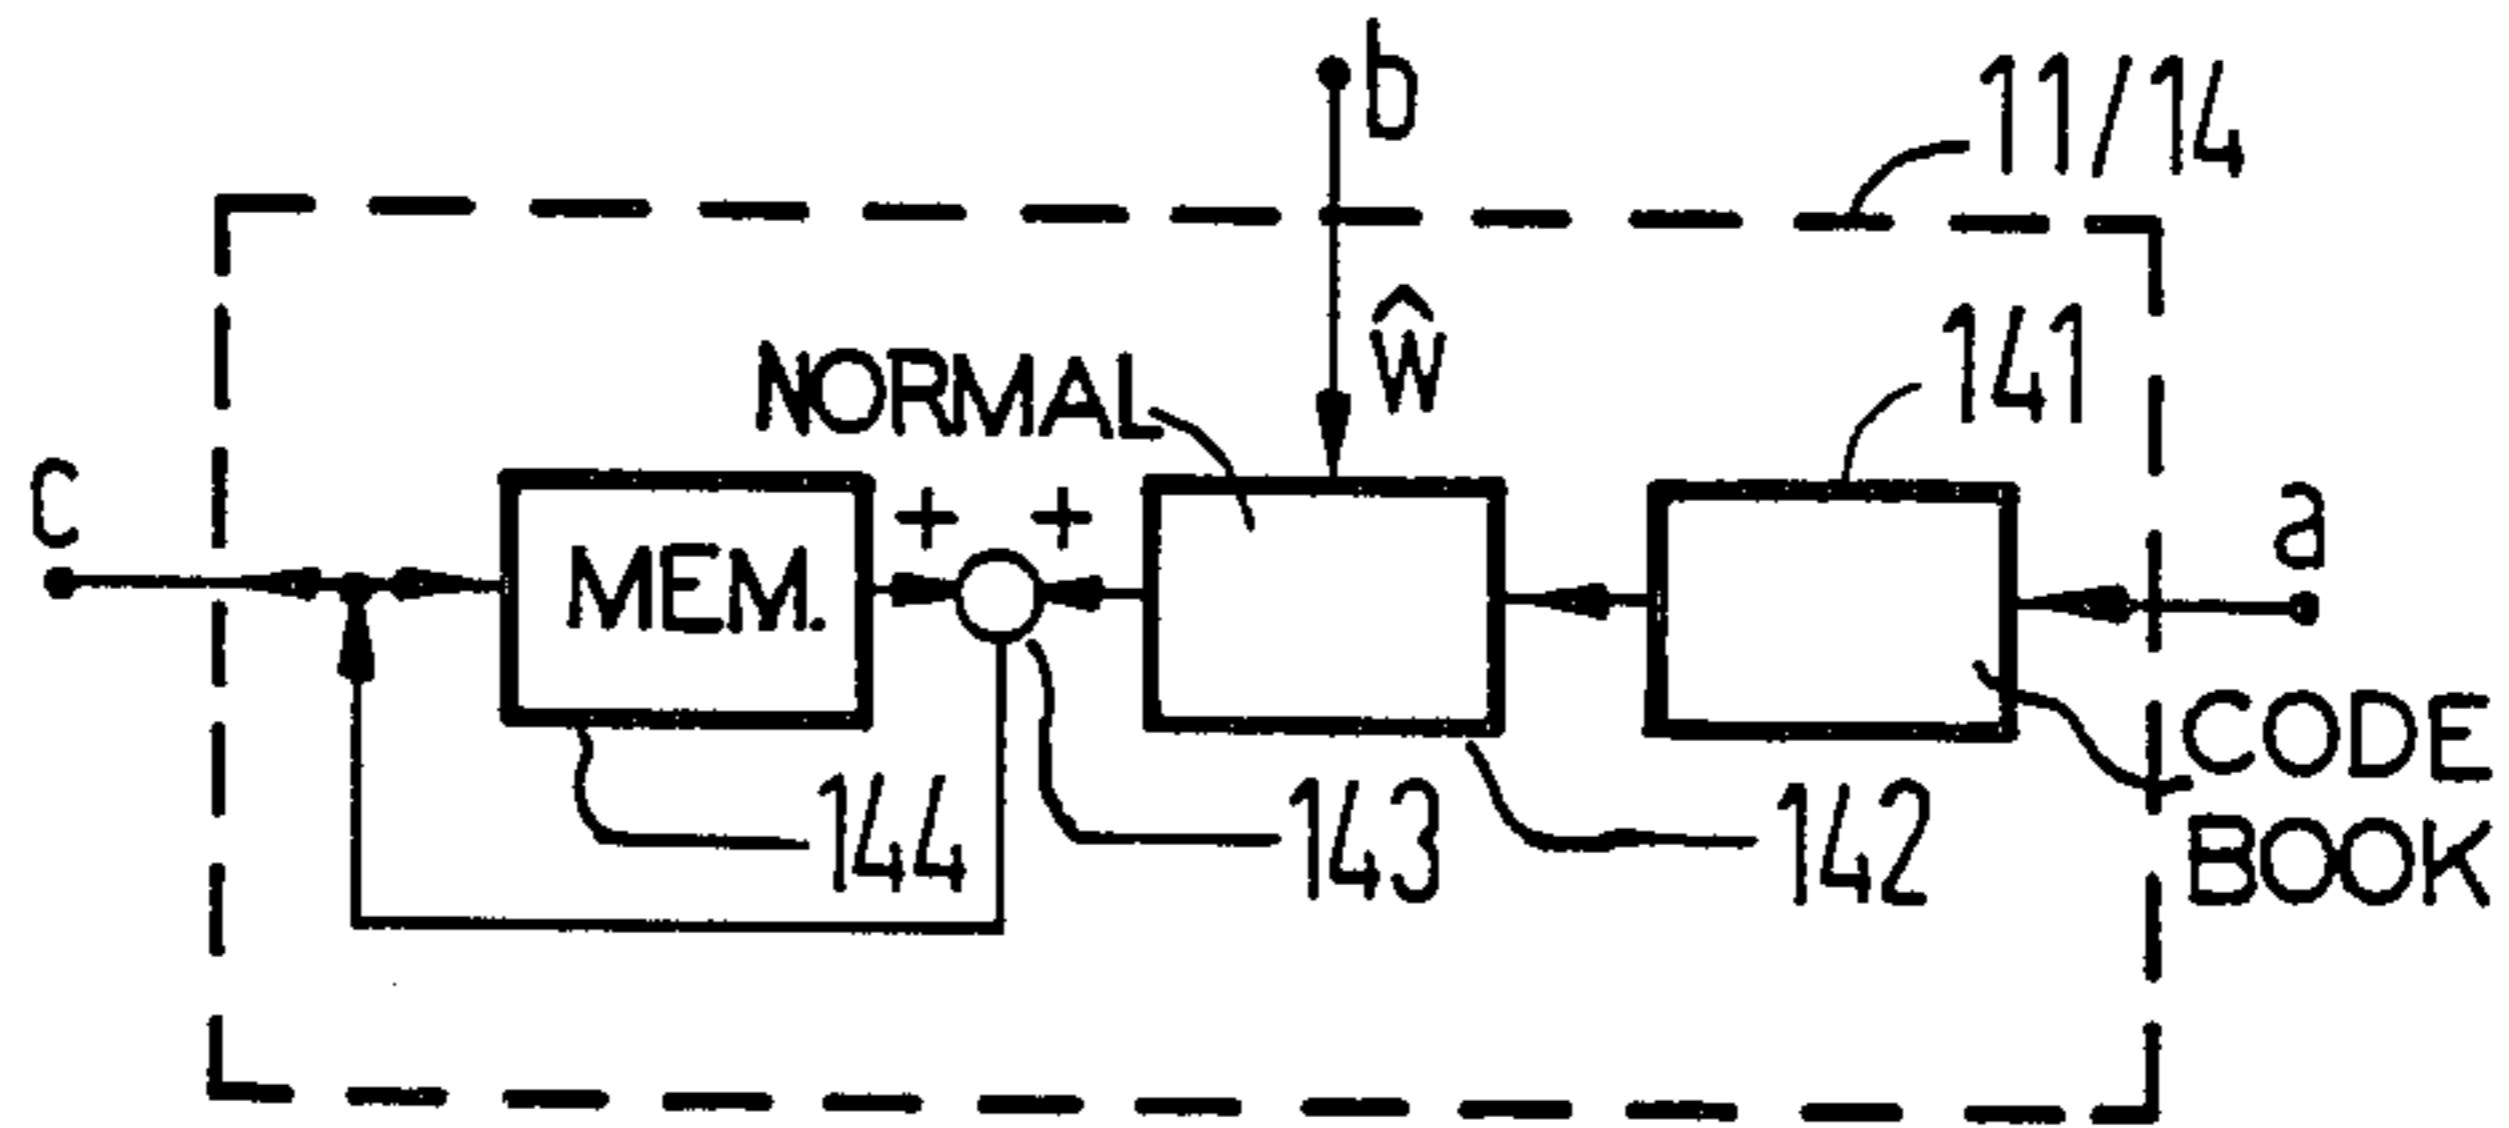 b
11/14
ŵ
141
NORMAL
c
+ +
a
MEM.
CODE
BOOK
144
143
142